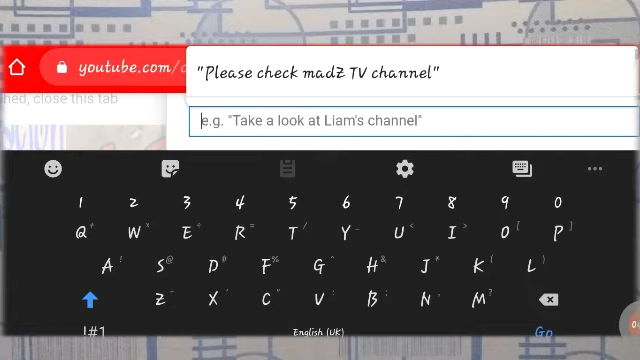 youtube.com/c
"Please check madZ TV channel"
hed, close this tab
e.g. "Take a look at Liam's channel"
1 2 3 4 5 6 7 8 9 0
Q W E R T Y U I O P
A S D F G H J K L
Z X C V B N M
!#1 English (UK) Go